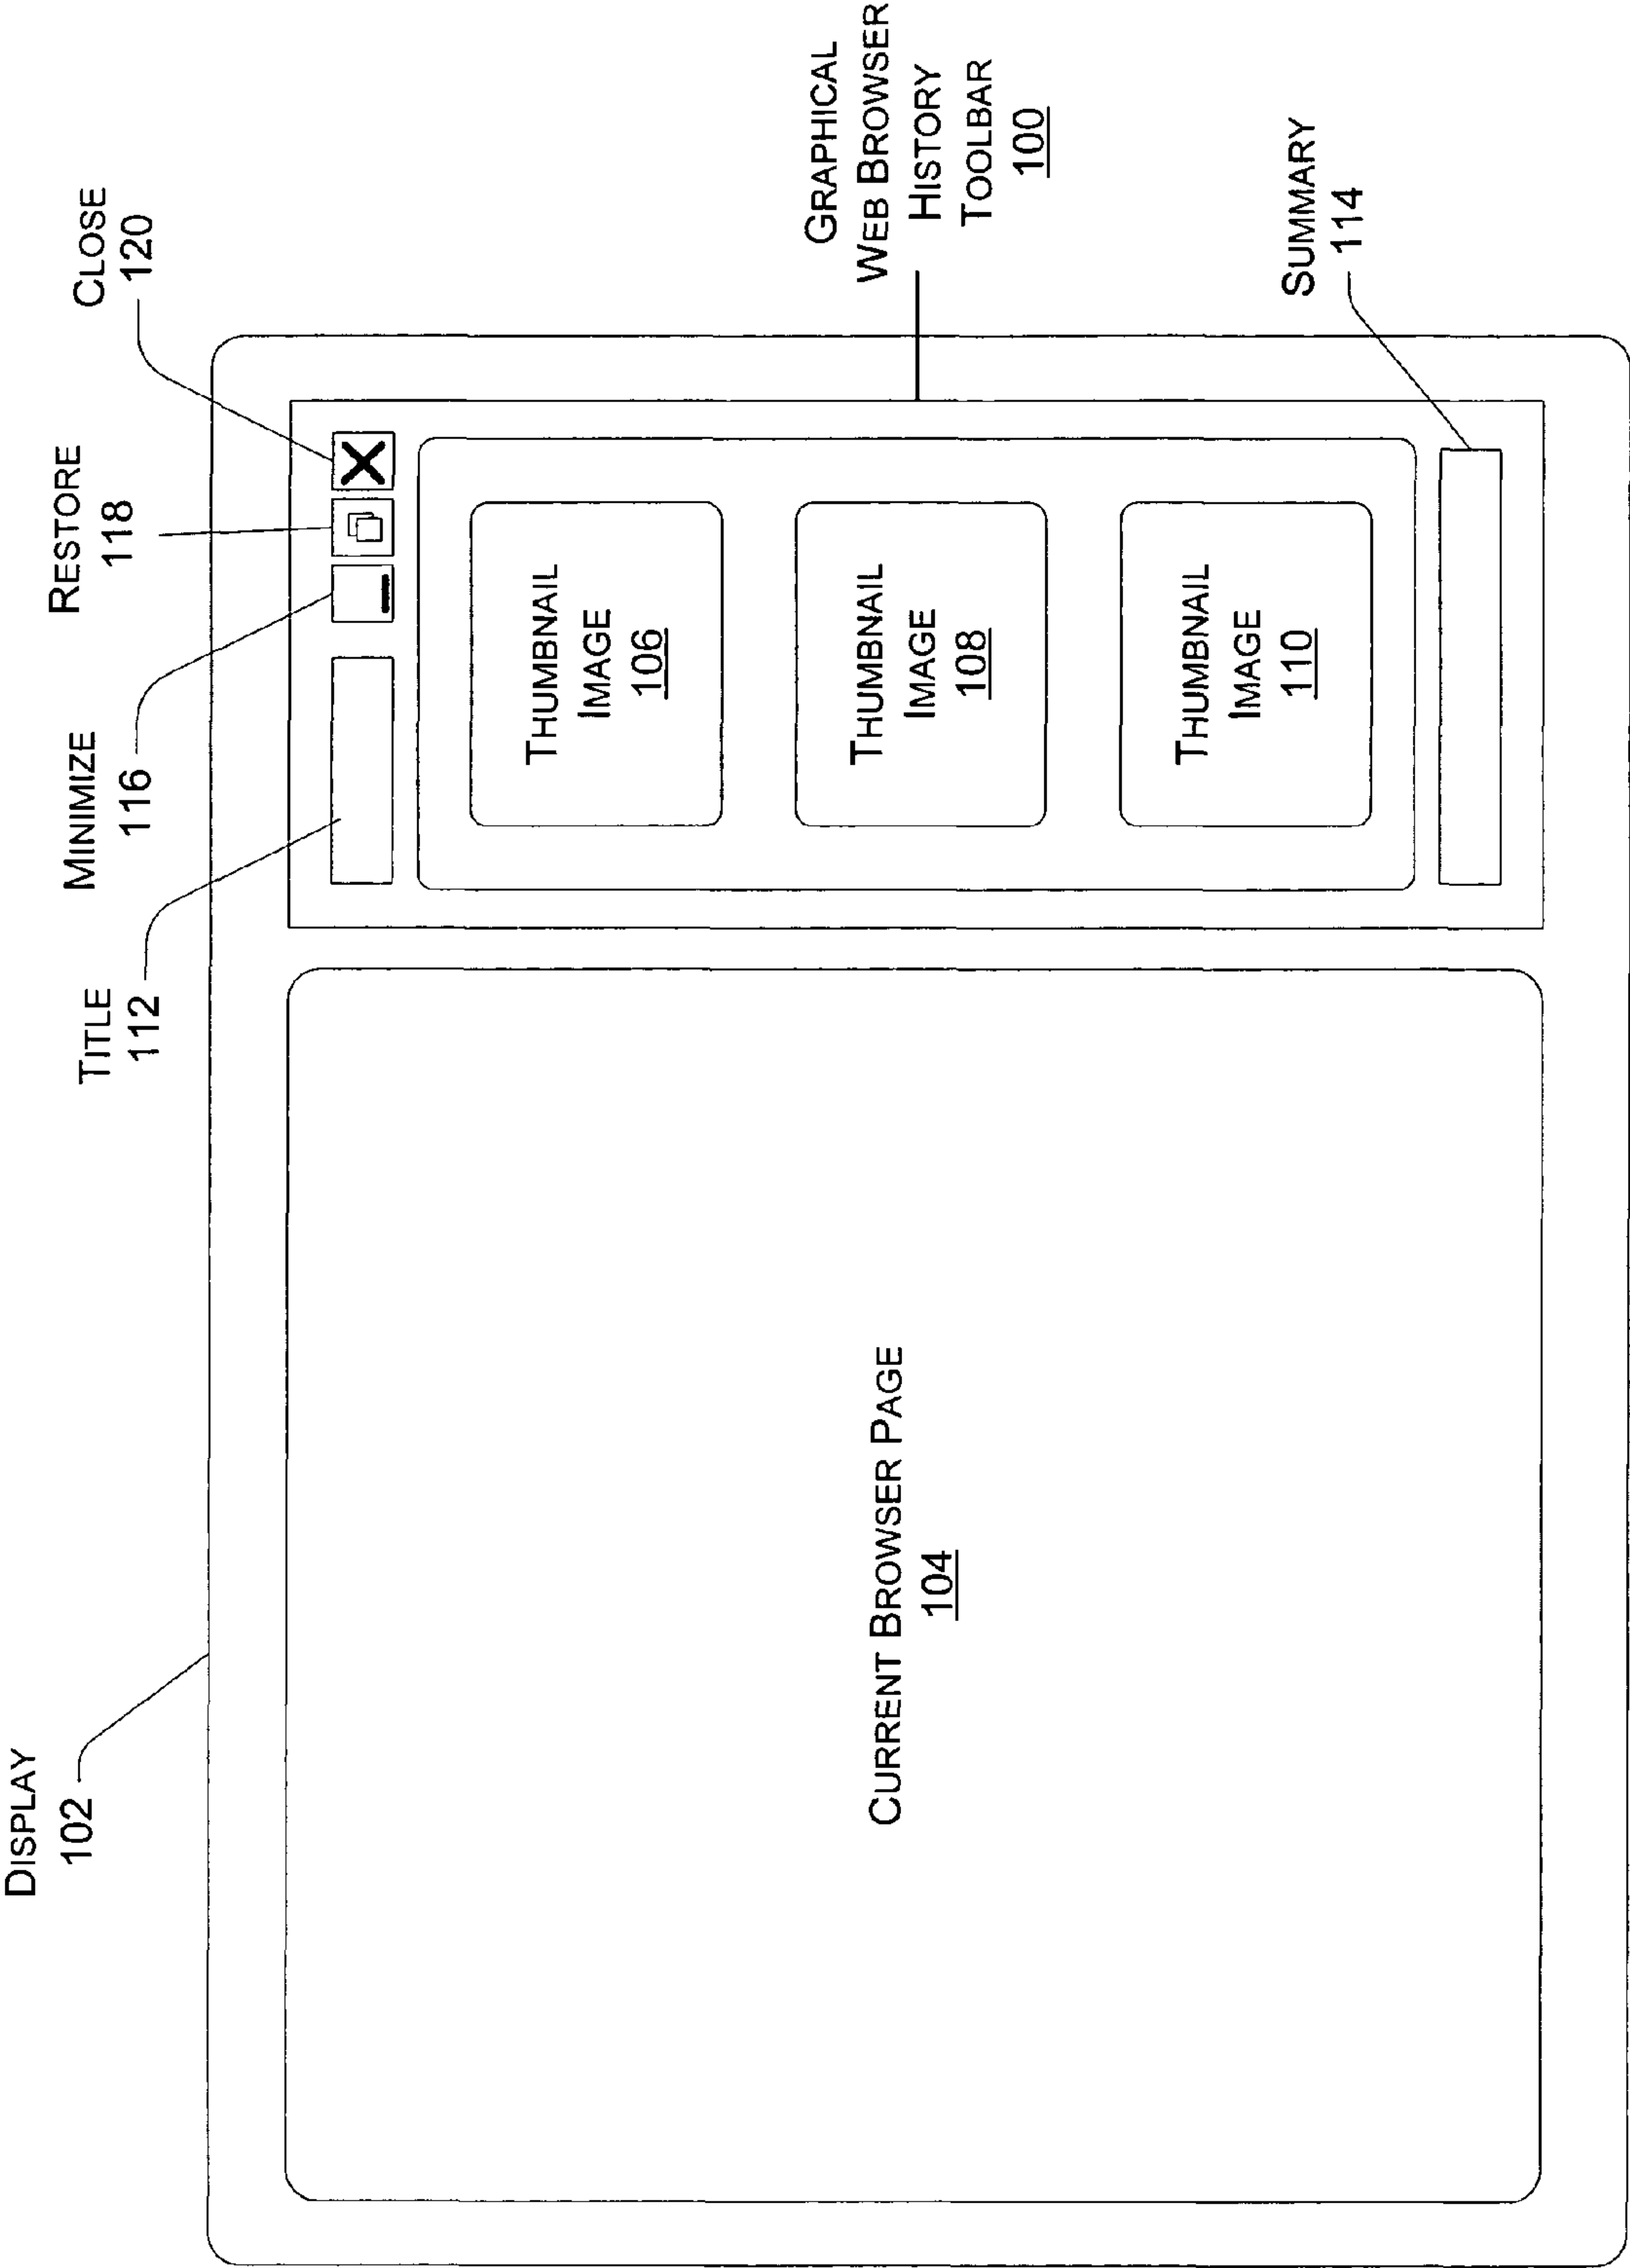 DISPLAY
102
TITLE
112
MINIMIZE
116
RESTORE
118
CLOSE
120
CURRENT BROWSER PAGE
104
THUMBNAIL
IMAGE
106
THUMBNAIL
IMAGE
108
THUMBNAIL
IMAGE
110
GRAPHICAL
WEB BROWSER
HISTORY
TOOLBAR
100
SUMMARY
114